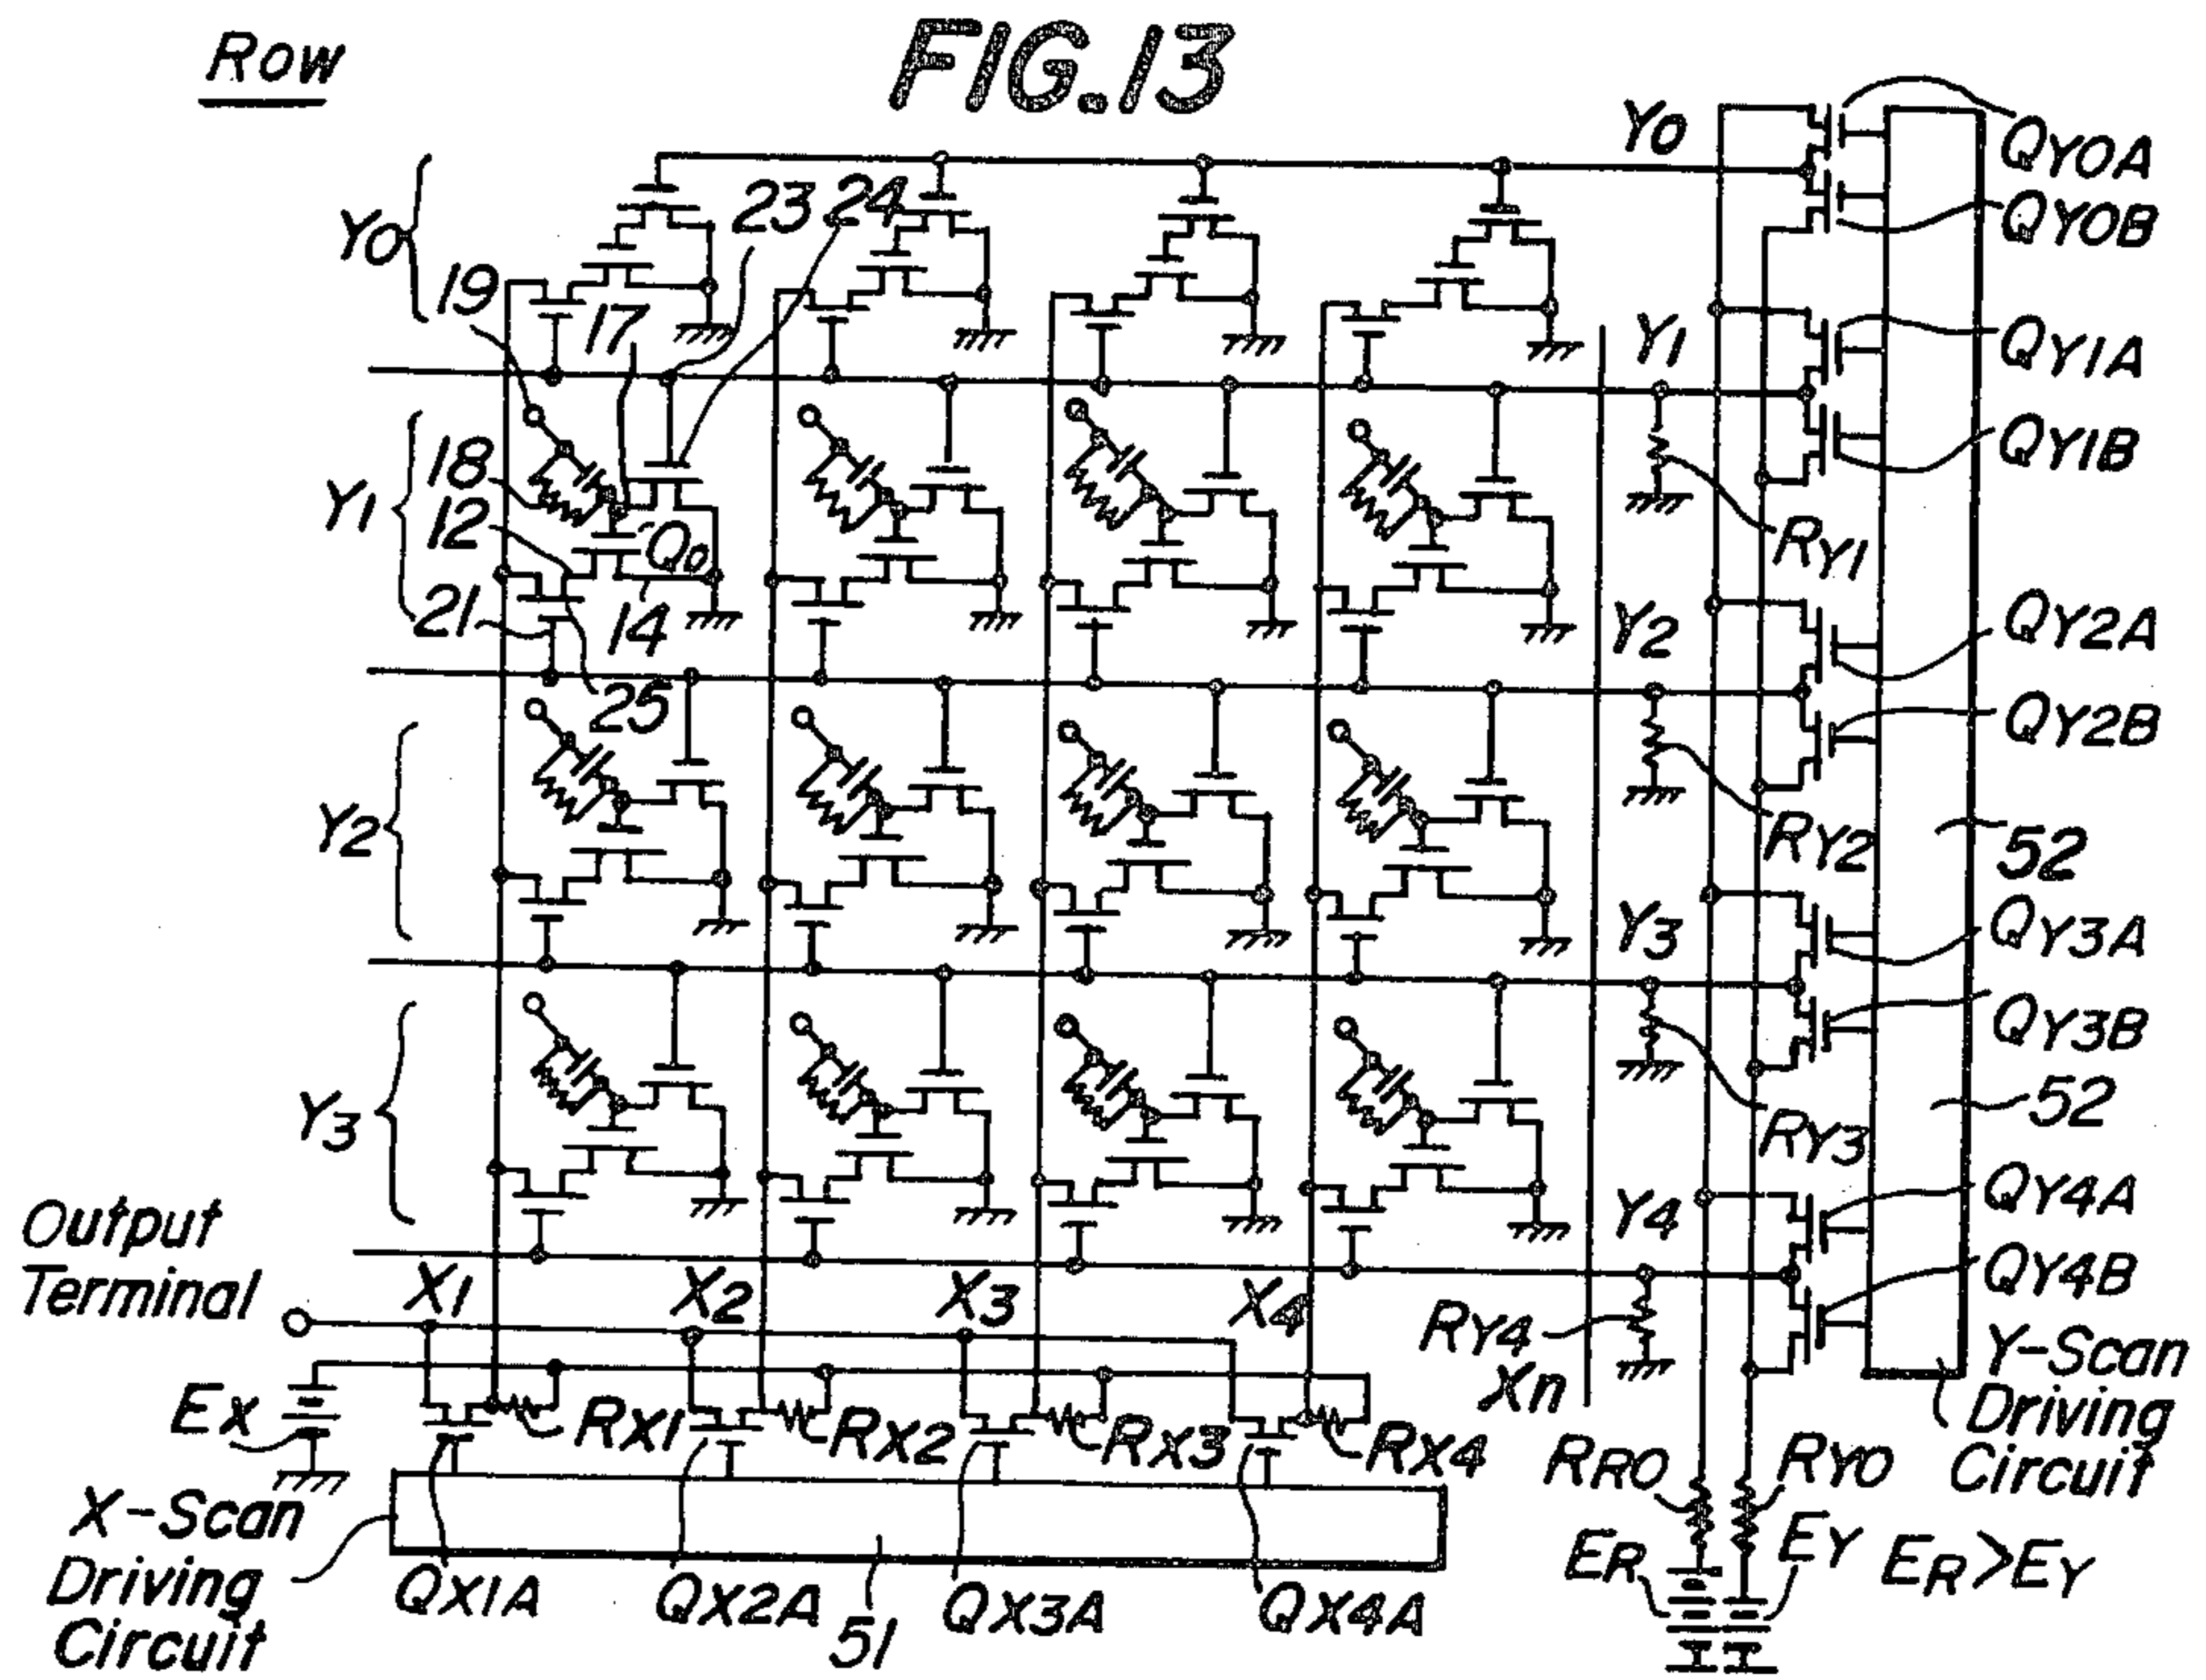 Row
FIG. 13
Y0
QY0A
QY0B
Y0
23
24
19
17
Y1
QY1A
QY1B
Y1
18
12
Q0
21
14
25
RY1
Y2
QY2A
QY2B
Y2
RY2
52
Y3
QY3A
QY3B
Y3
RY3
52
Y4
QY4A
QY4B
RY4
Output
Terminal
X1
X2
X3
X4
Xn
EX
RX1
RX2
RX3
RX4
Y-Scan
Driving
Circuit
RR0
RY0
ER
EY
ER>EY
X-Scan
Driving
Circuit
QX1A
QX2A
51
QX3A
QX4A